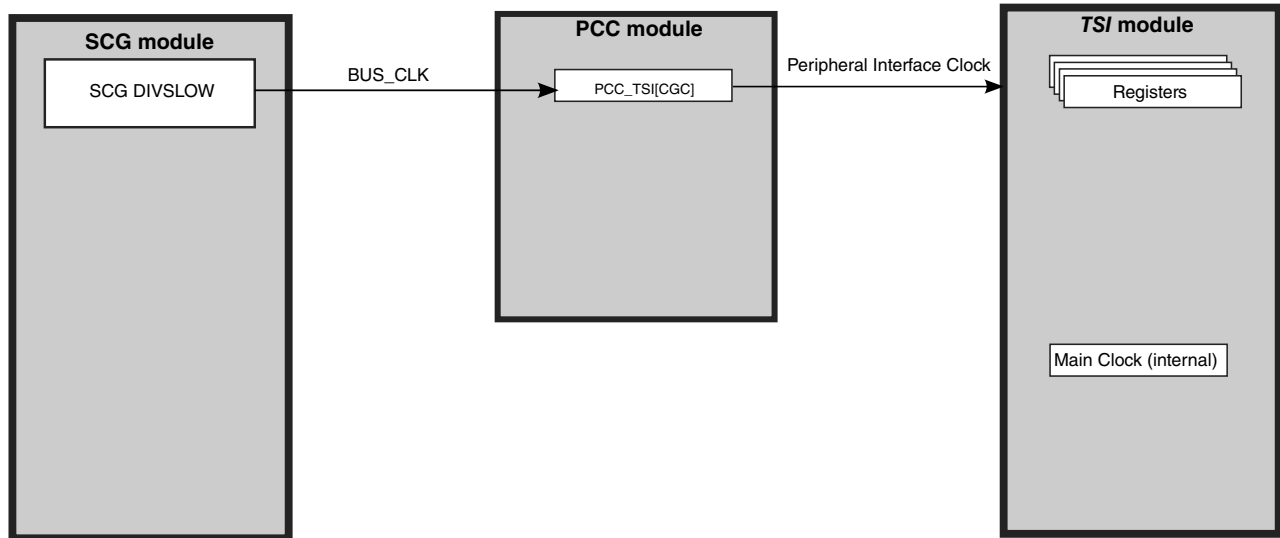 SCG module
SCG DIVSLOW
BUS_CLK
PCC module
PCC_TSI[CGC]
Peripheral Interface Clock
TSI module
Registers
Main Clock (internal)